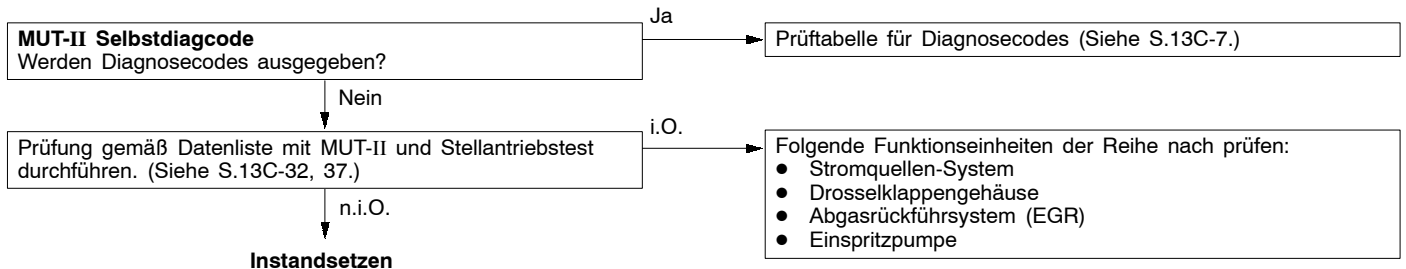 MUT-II Selbstdiagcode
Werden Diagnosecodes ausgegeben?
Ja
Prüftabelle für Diagnosecodes (Siehe S.13C-7.)
Nein
Prüfung gemäß Datenliste mit MUT-II und Stellantriebstest
durchführen. (Siehe S.13C-32, 37.)
i.O.
Folgende Funktionseinheiten der Reihe nach prüfen:
● Stromquellen-System
● Drosselklappengehäuse
● Abgasrückführsystem (EGR)
● Einspritzpumpe
n.i.O.
Instandsetzen